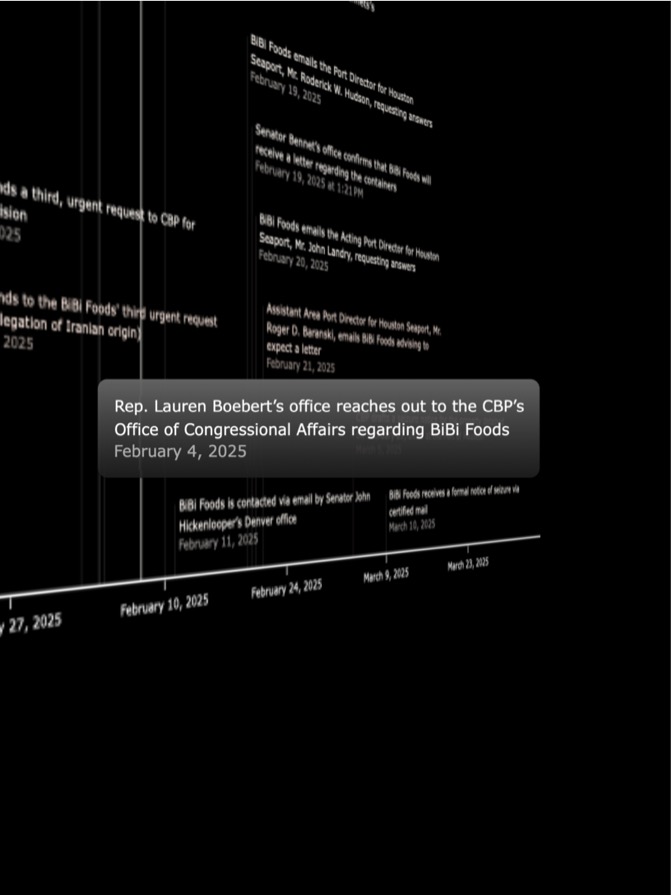 BiBi Foods emails the Port Director for Houston
Seaport, Mr. Roderick W. Hudson, requesting answers
February 19, 2025
Senator Bennet's office confirms that BiBi Foods will
receive a letter regarding the containers
February 19, 2025 at 1:21 PM
nds a third, urgent request to CBP for
ision
025
BiBi Foods emails the Acting Port Director for Houston
Seaport, Mr. John Landry, requesting answers
February 20, 2025
nds to the BiBi Foods' third urgent request
legation of Iranian origin)
2025
Assistant Area Port Director for Houston Seaport, Mr.
Roger D. Baranski, emails BiBi Foods advising to
expect a letter
February 21, 2025
Rep. Lauren Boebert's office reaches out to the CBP's
Office of Congressional Affairs regarding BiBi Foods
February 4, 2025
BiBi Foods is contacted via email by Senator John
Hickenlooper's Denver office
February 11, 2025
BiBi Foods receives a formal notice of seizure via
certified mail
March 10, 2025
y 27, 2025
February 10, 2025
February 24, 2025
March 9, 2025
March 23, 2025